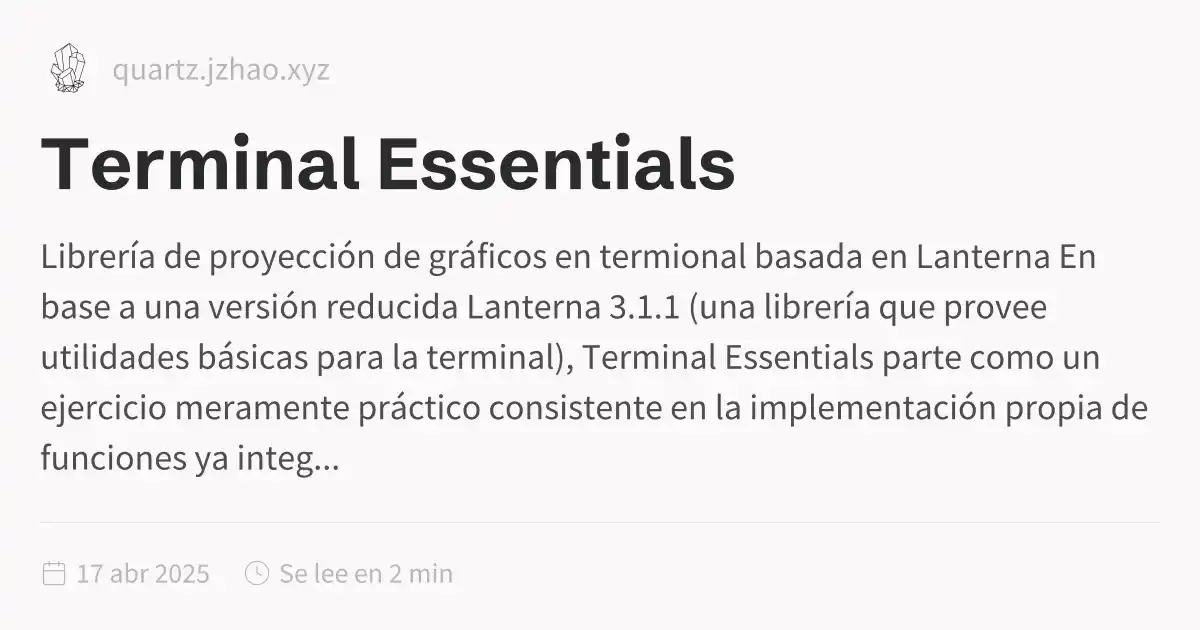 quartz.jzhao.xyz
Terminal Essentials
Librería de proyección de gráficos en termional basada en Lanterna En
base a una versión reducida Lanterna 3.1.1 (una librería que provee
utilidades básicas para la terminal), Terminal Essentials parte como un
ejercicio meramente práctico consistente en la implementación propia de
funciones ya integ...
17 abr 2025 Se lee en 2 min